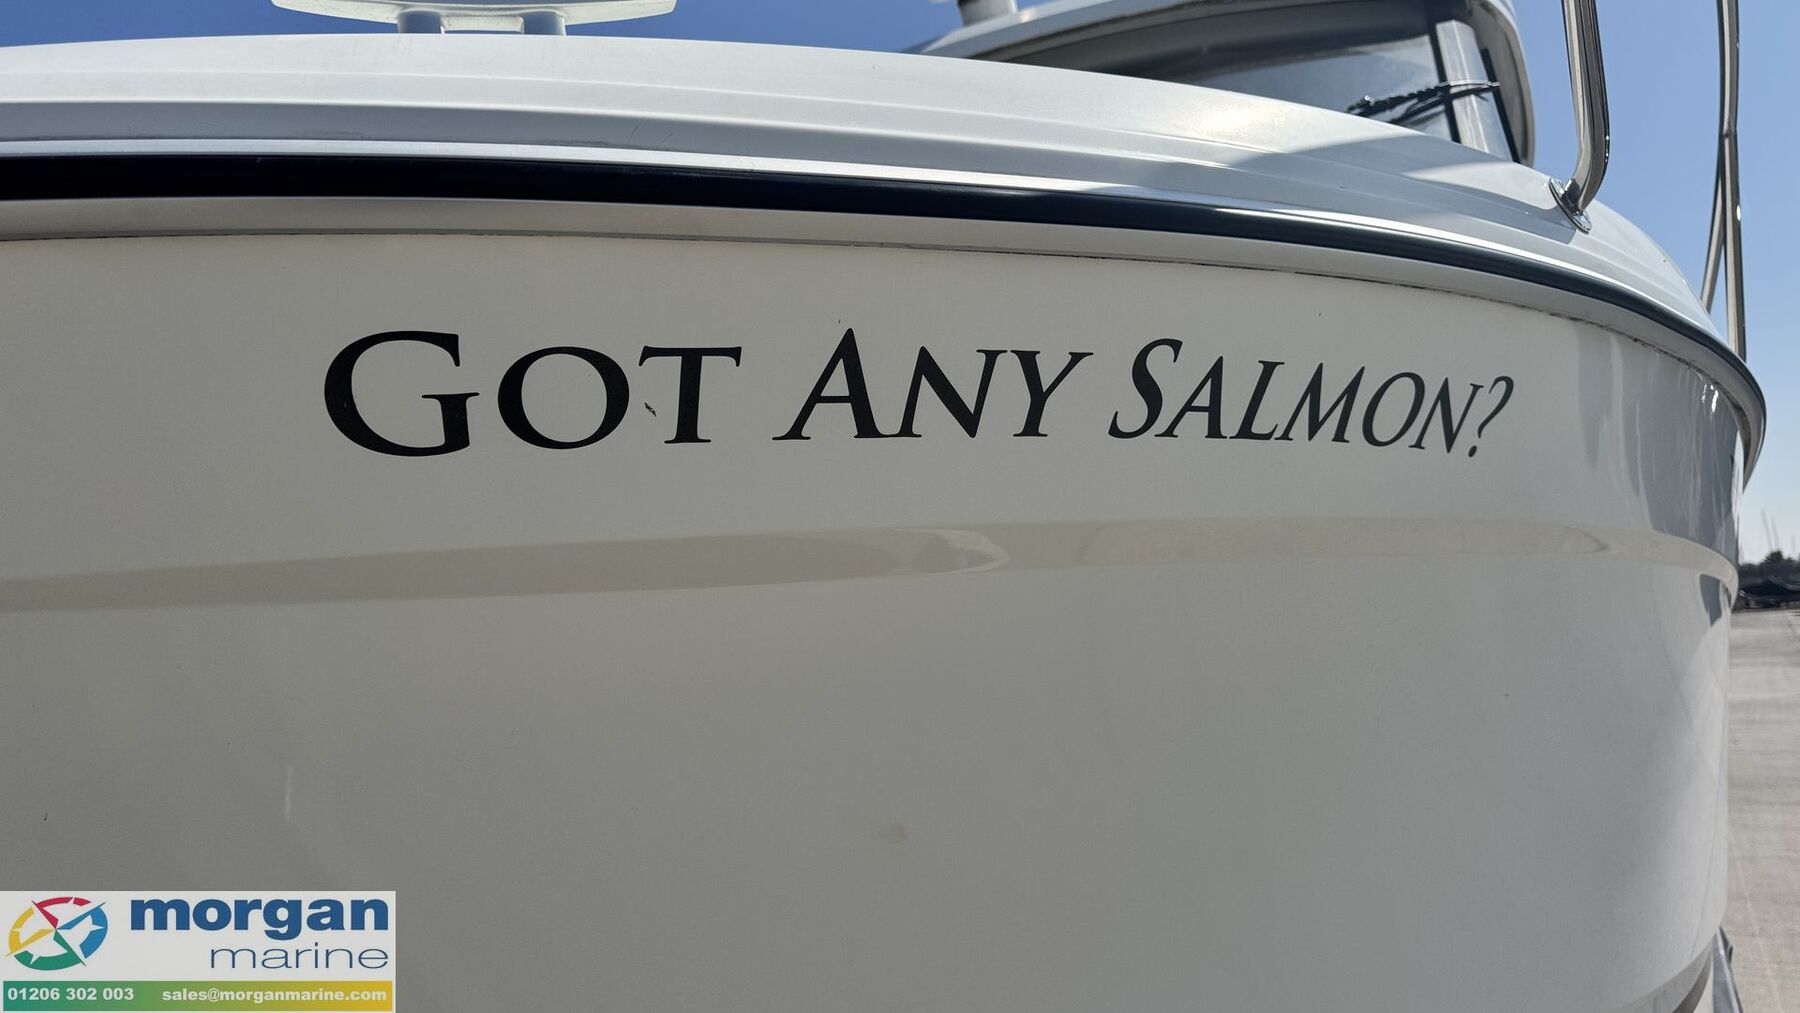 GOT ANY SALMON?
morgan
marine
01206 302 003 sales@morganmarine.com